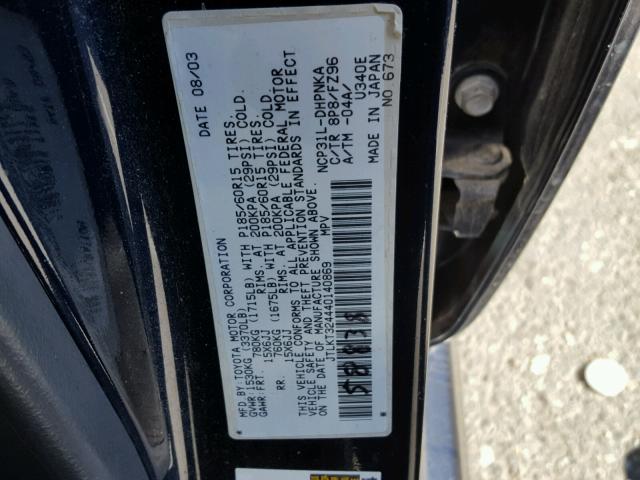 MFD.BY:TOYOTA MOTOR CORPORATION DATE 08/03
GVWR:1530KG (3370LB)
GAWR:FRT. 780KG (1715LB) WITH P185/60R15 TIRES.
15X6JJ RIMS. AT 200KPA (29PSI) COLD.
RR. 760KG (1675LB) WITH P185/60R15 TIRES.
15X6JJ RIMS. AT 200KPA (29PSI) COLD
THIS VEHICLE CONFORMS TO ALL APPLICABLE FEDERAL MOTOR
VEHICLE SAFETY AND THEFT PREVENTION STANDARDS IN EFFECT
ON THE DATE OF MANUFACTURE SHOWN ABOVE.
JTLKT324440140869 MPV NCP31L-DHPNKA
C/TR 8P8/FZ96
A/TM -04A/ U340E
MADE IN JAPAN
NO.673
58838